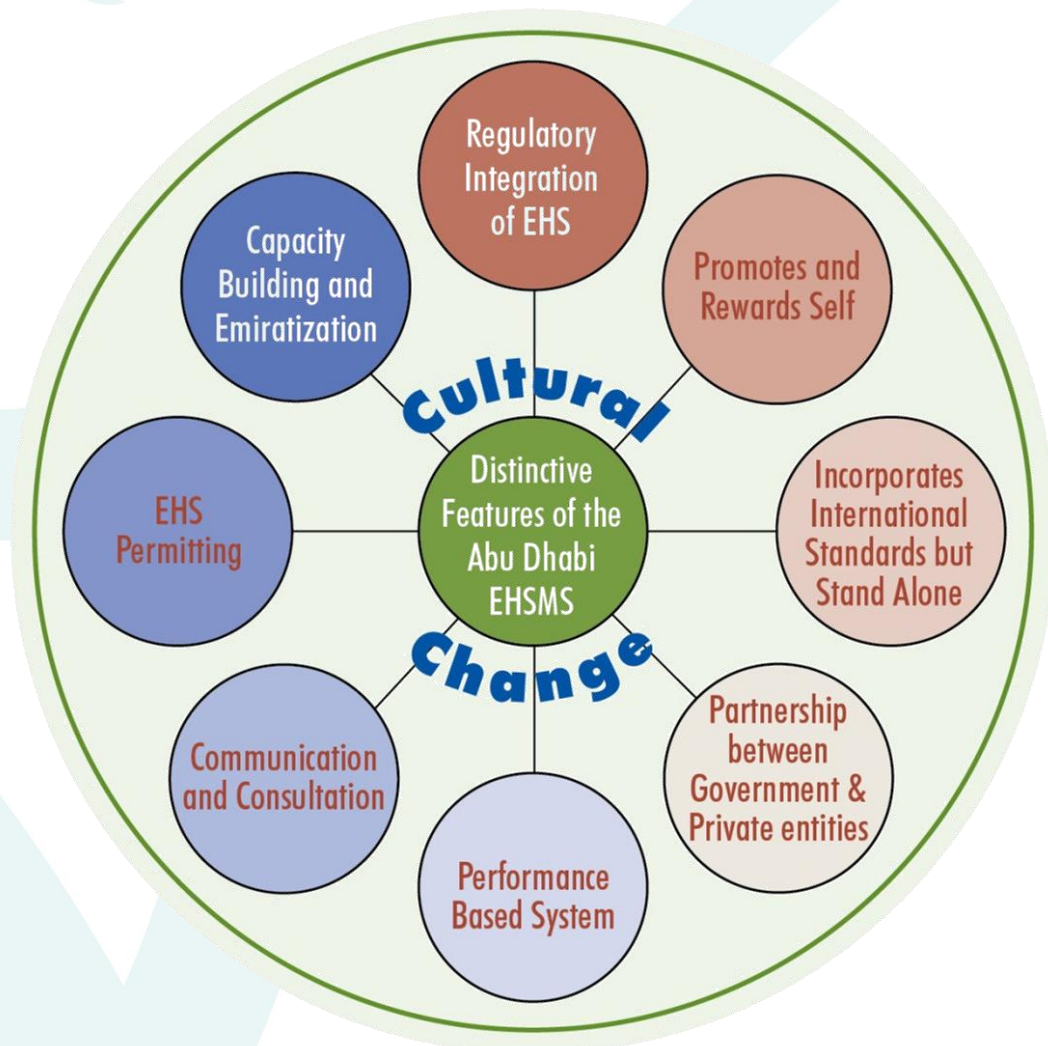 Regulatory
Integration
of EHS
Promotes and
Rewards Self
Incorporates
International
Standards but
Stand Alone
Partnership
between
Government &
Private entities
Performance
Based System
Communication
and Consultation
EHS
Permitting
Capacity
Building and
Emiratization
Cultural
Distinctive
Features of the
Abu Dhabi
EHSMS
Change